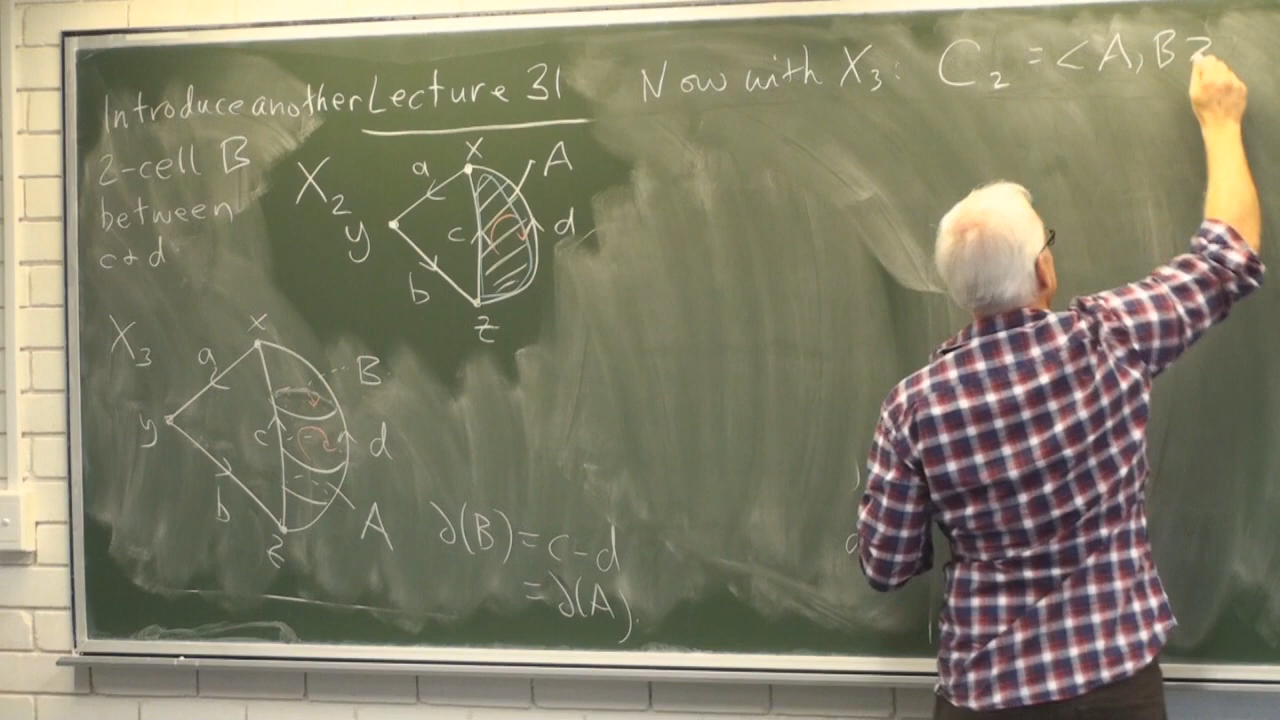 Introduce another
2-cell B
between
c + d
Lecture 31
X₂
x
a
A
y
c
d
b
z
X₃
x
a
B
y
c
d
b
A
z
∂(B) = c - d
= ∂(A).
Now with X₃: C₂ = < A, B >